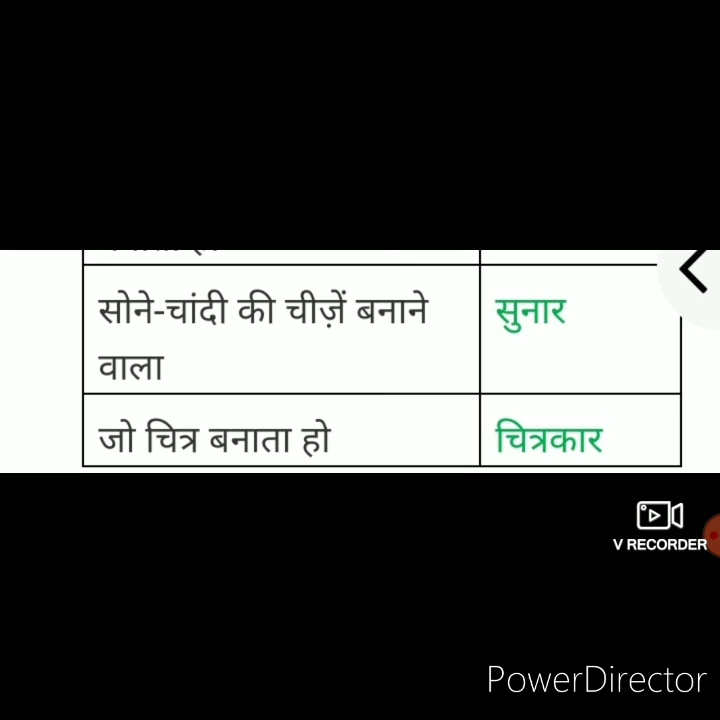 सोने-चांदी की चीज़ें बनाने
वाला
सुनार
जो चित्र बनाता हो
चित्रकार
V RECORDER
PowerDirector